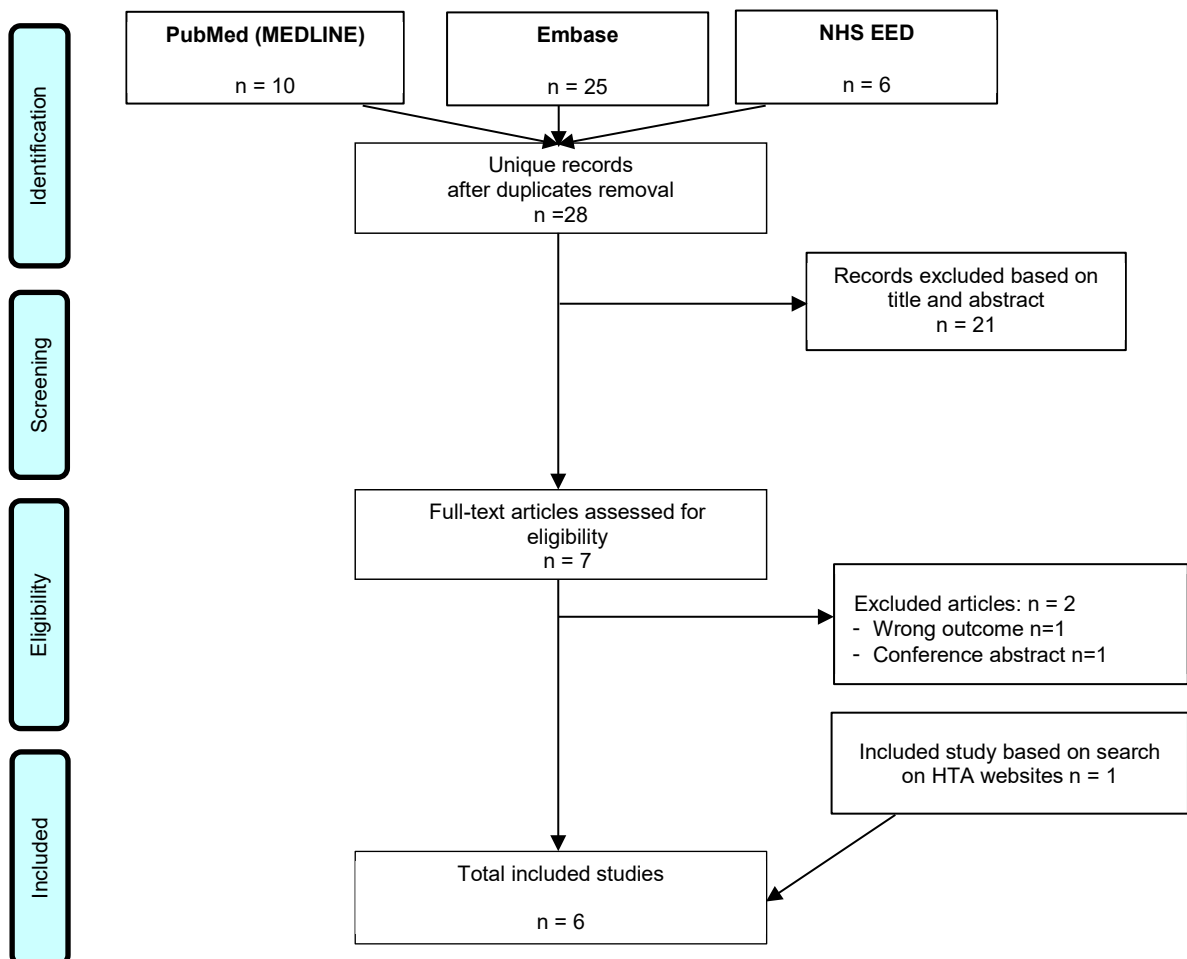 PubMed (MEDLINE)
n = 10
Embase
n = 25
NHS EED
n = 6
Identification
Unique records
after duplicates removal
n =28
Records excluded based on
title and abstract
n = 21
Screening
Full-text articles assessed for
eligibility
n = 7
Eligibility
Excluded articles: n = 2
- Wrong outcome n=1
- Conference abstract n=1
Included study based on search
on HTA websites n = 1
Included
Total included studies
n = 6